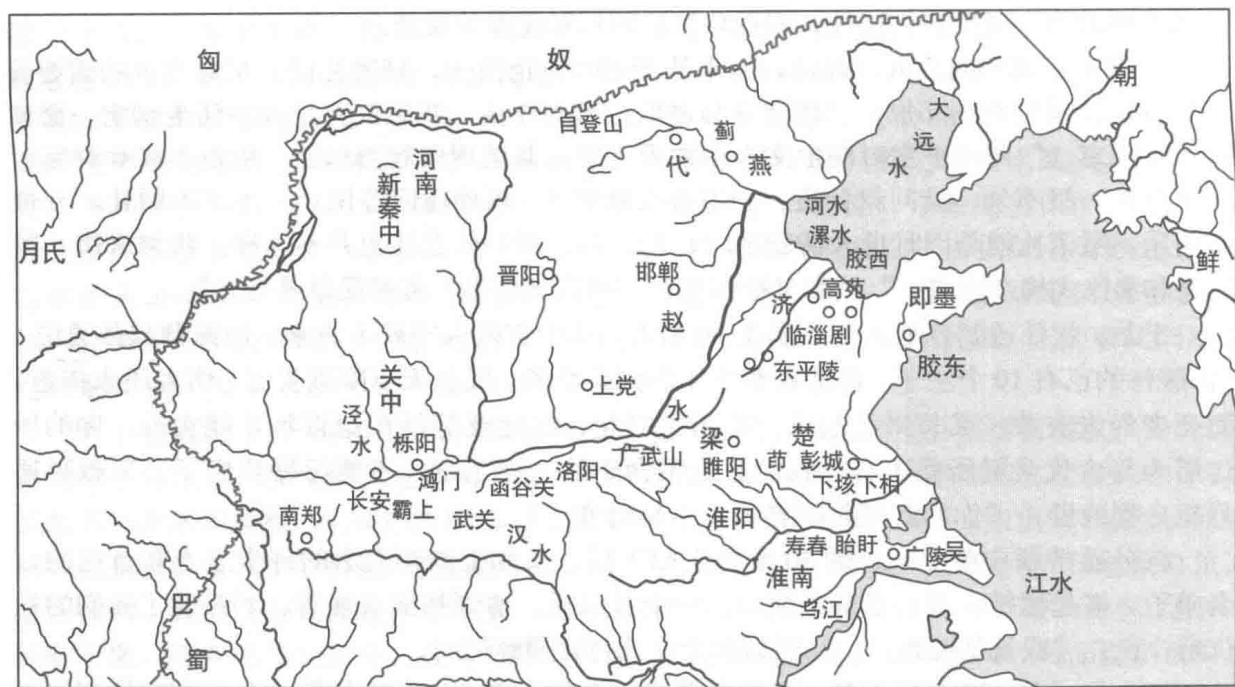 匈 奴
朝
鲜
月氏
新秦中
河南
自登山
代
蓟
燕
大远水
河水
漯水
胶西
即墨
胶东
晋阳
邯郸
赵
济
高苑
临淄
剧
东平陵
上党
水
关中
泾水
栎阳
鸿门
函谷关
洛阳
广武山
梁
睢阳
楚
茆
彭城
下垓
下相
南郑
长安
霸上
武关
汉水
淮阳
寿春
眙盱
广陵
吴
淮南
乌江
江水
巴
蜀